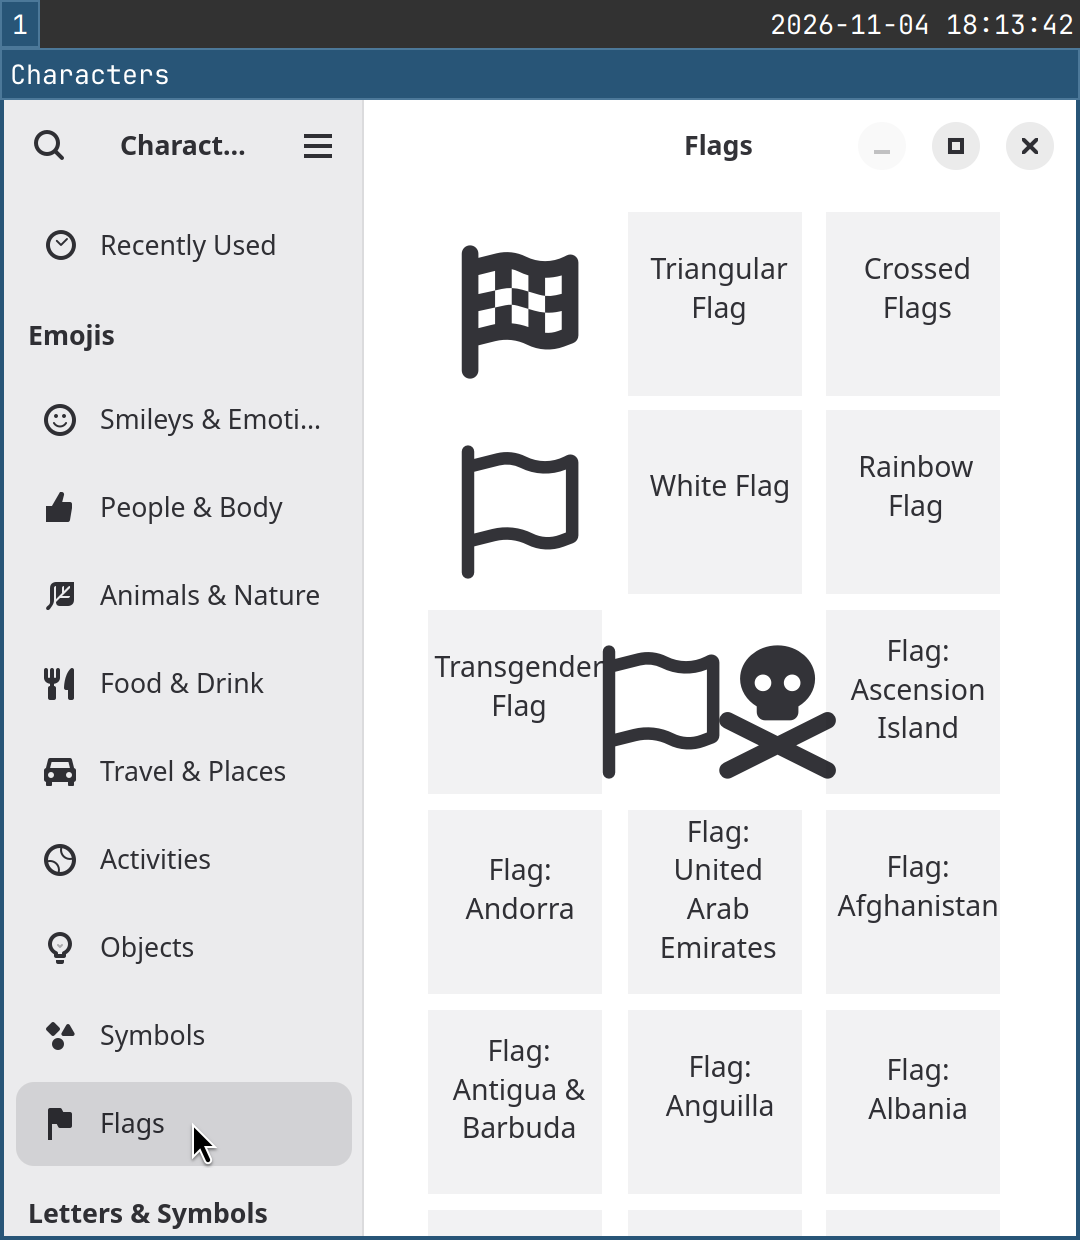 1
2026-11-04 18:13:42
Characters
Charact...
Flags
Recently Used
Emojis
Smileys & Emoti...
People & Body
Animals & Nature
Food & Drink
Travel & Places
Activities
Objects
Symbols
Flags
Letters & Symbols
Triangular
Flag
Crossed
Flags
White Flag
Rainbow
Flag
Transgender
Flag
Flag:
Ascension
Island
Flag:
Andorra
Flag:
United
Arab
Emirates
Flag:
Afghanistan
Flag:
Antigua &
Barbuda
Flag:
Anguilla
Flag:
Albania